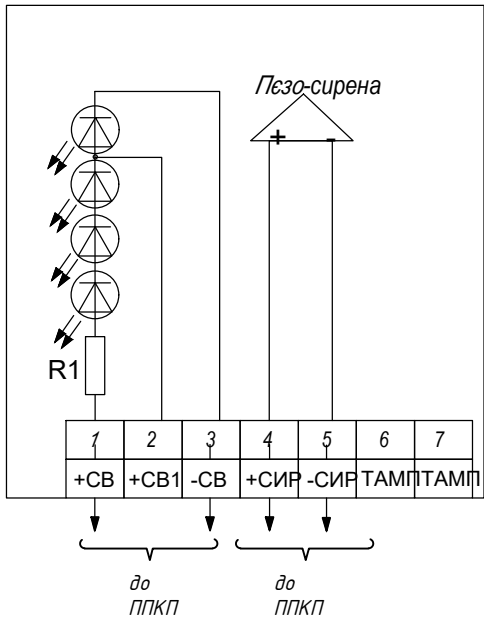 Пєзо-сирена
+ -
R1
1 2 3 4 5 6 7
+СВ +СВ1 -СВ +СИР -СИР ТАМП ТАМП
до до
ППКП ППКП